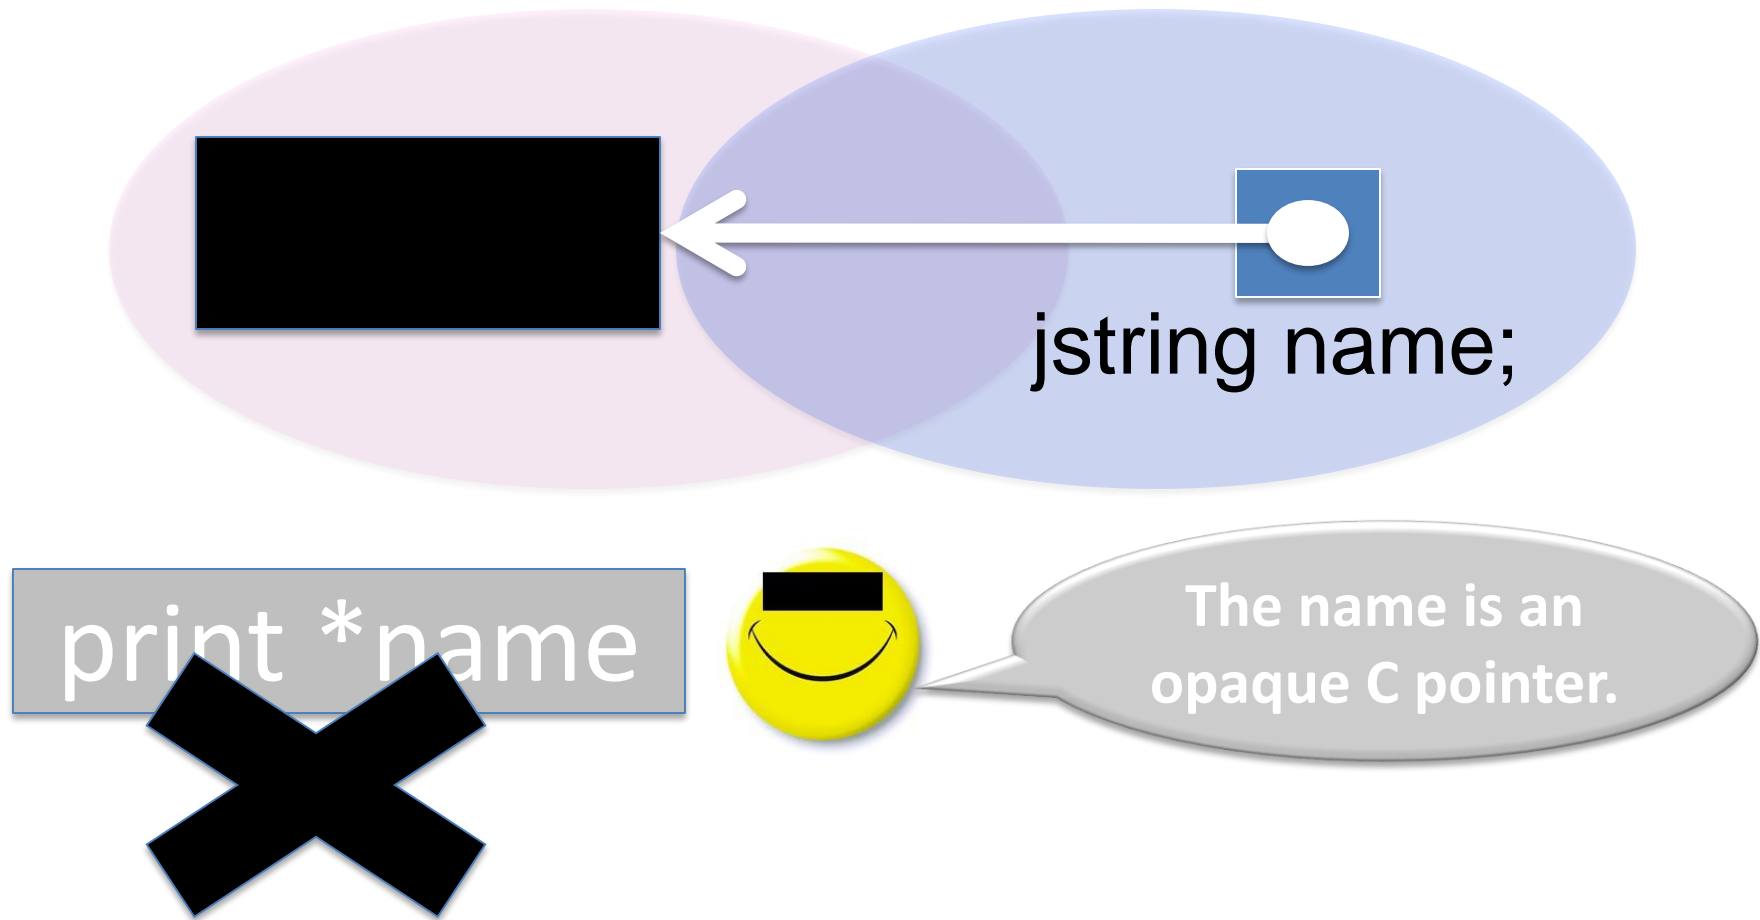 jstring name;
print *name
The name is an
opaque C pointer.